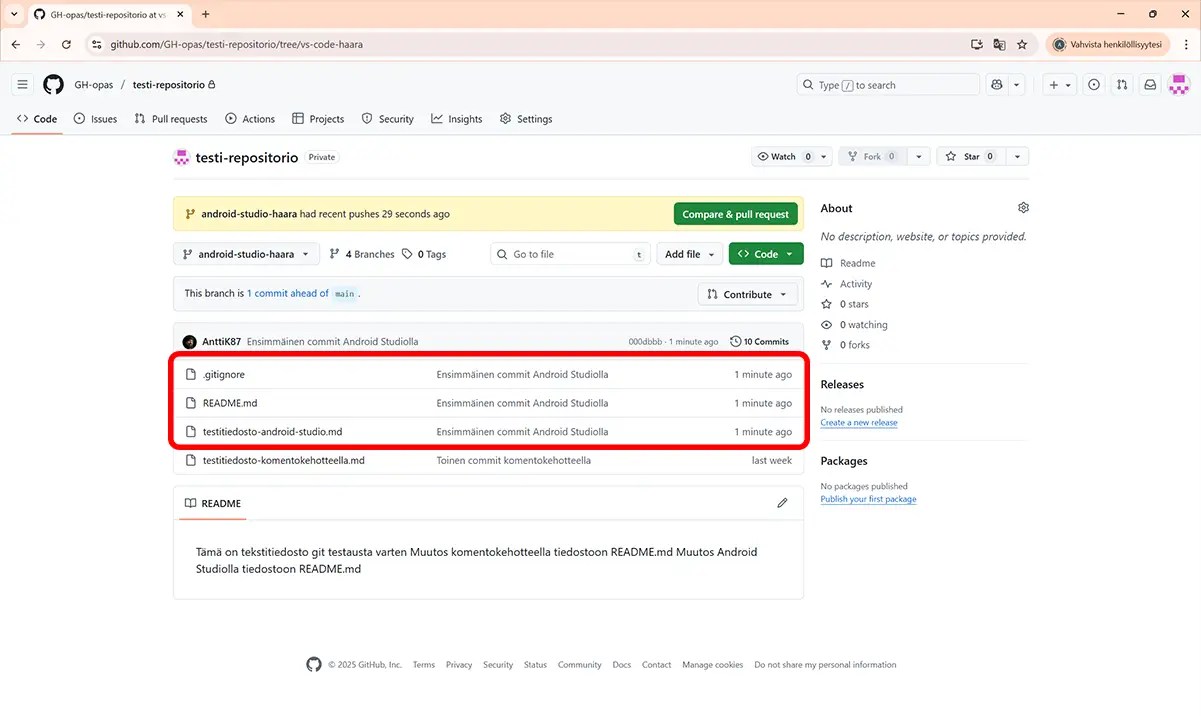 GH-opas/testi-repositorio at vs
github.com/GH-opas/testi-repositorio/tree/vs-code-haara
Vahvista henkilöllisyytesi
GH-opas / testi-repositorio
Type / to search
Code Issues Pull requests Actions Projects Security Insights Settings
testi-repositorio Private
Watch 0 Fork 0 Star 0
android-studio-haara had recent pushes 29 seconds ago Compare & pull request
android-studio-haara 4 Branches 0 Tags Go to file t Add file Code
This branch is 1 commit ahead of main . Contribute
AnttiK87 Ensimmäinen commit Android Studiolla 000dbbb · 1 minute ago 10 Commits
.gitignore Ensimmäinen commit Android Studiolla 1 minute ago
README.md Ensimmäinen commit Android Studiolla 1 minute ago
testitiedosto-android-studio.md Ensimmäinen commit Android Studiolla 1 minute ago
testitiedosto-komentokehotteella.md Toinen commit komentokehotteella last week
README
Tämä on tekstitiedosto git testausta varten Muutos komentokehotteella tiedostoon README.md Muutos Android
Studiolla tiedostoon README.md
About
No description, website, or topics provided.
Readme
Activity
0 stars
0 watching
0 forks
Releases
No releases published
Create a new release
Packages
No packages published
Publish your first package
© 2025 GitHub, Inc. Terms Privacy Security Status Community Docs Contact Manage cookies Do not share my personal information